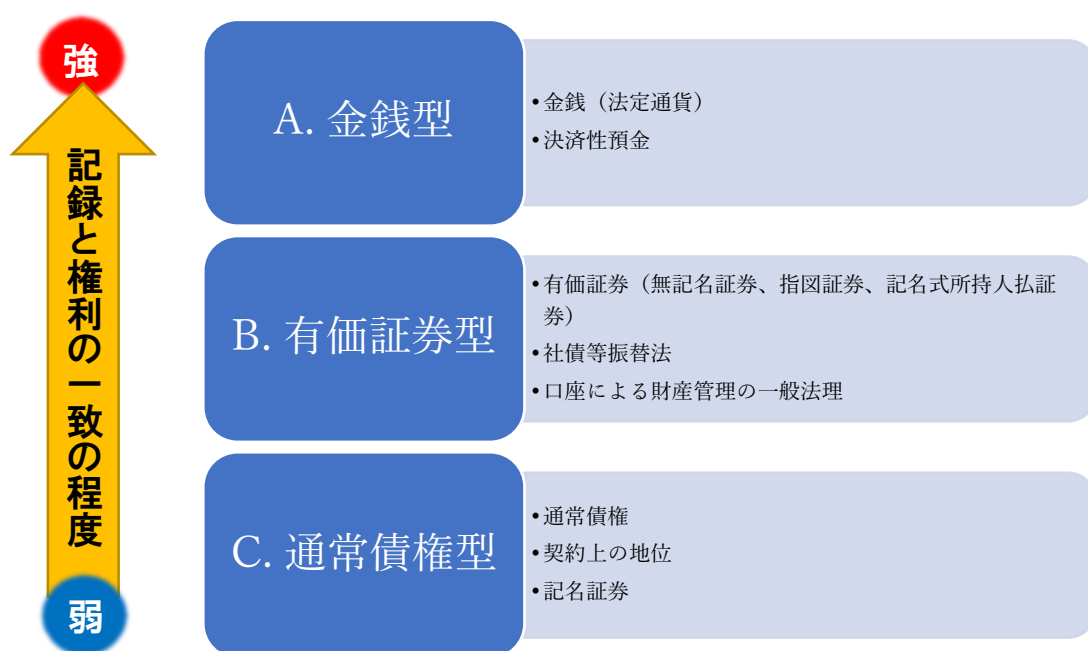 強
記録と権利の一致の程度
弱
A. 金銭型
•金銭（法定通貨）
•決済性預金
B. 有価証券型
•有価証券（無記名証券、指図証券、記名式所持人払証
券）
•社債等振替法
•口座による財産管理の一般法理
C. 通常債権型
•通常債権
•契約上の地位
•記名証券